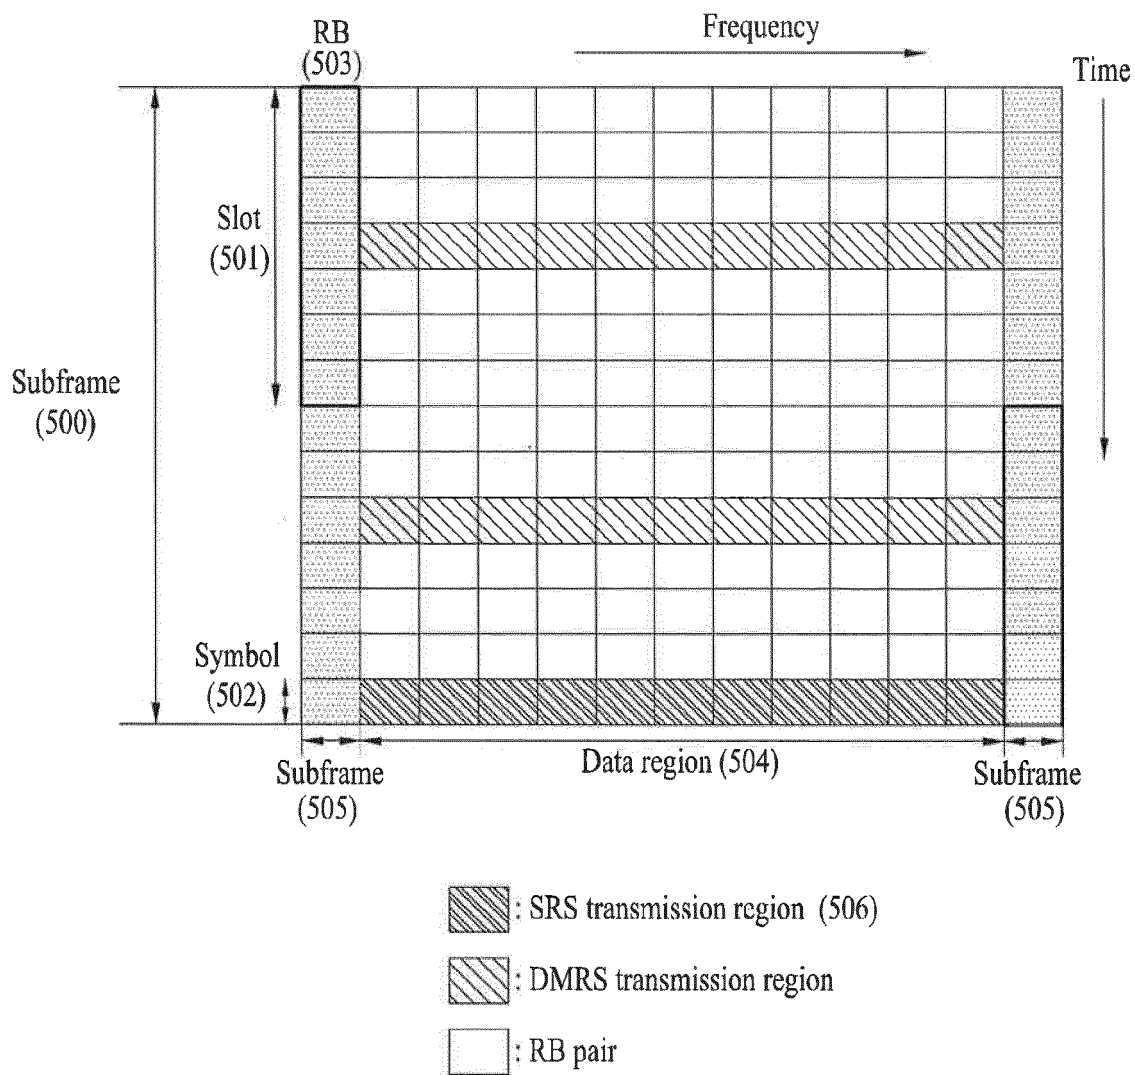 RB
(503)
Frequency
Time
Slot
(501)
Subframe
(500)
Symbol
(502)
Subframe
(505)
Data region (504)
Subframe
(505)
: SRS transmission region (506)
: DMRS transmission region
: RB pair